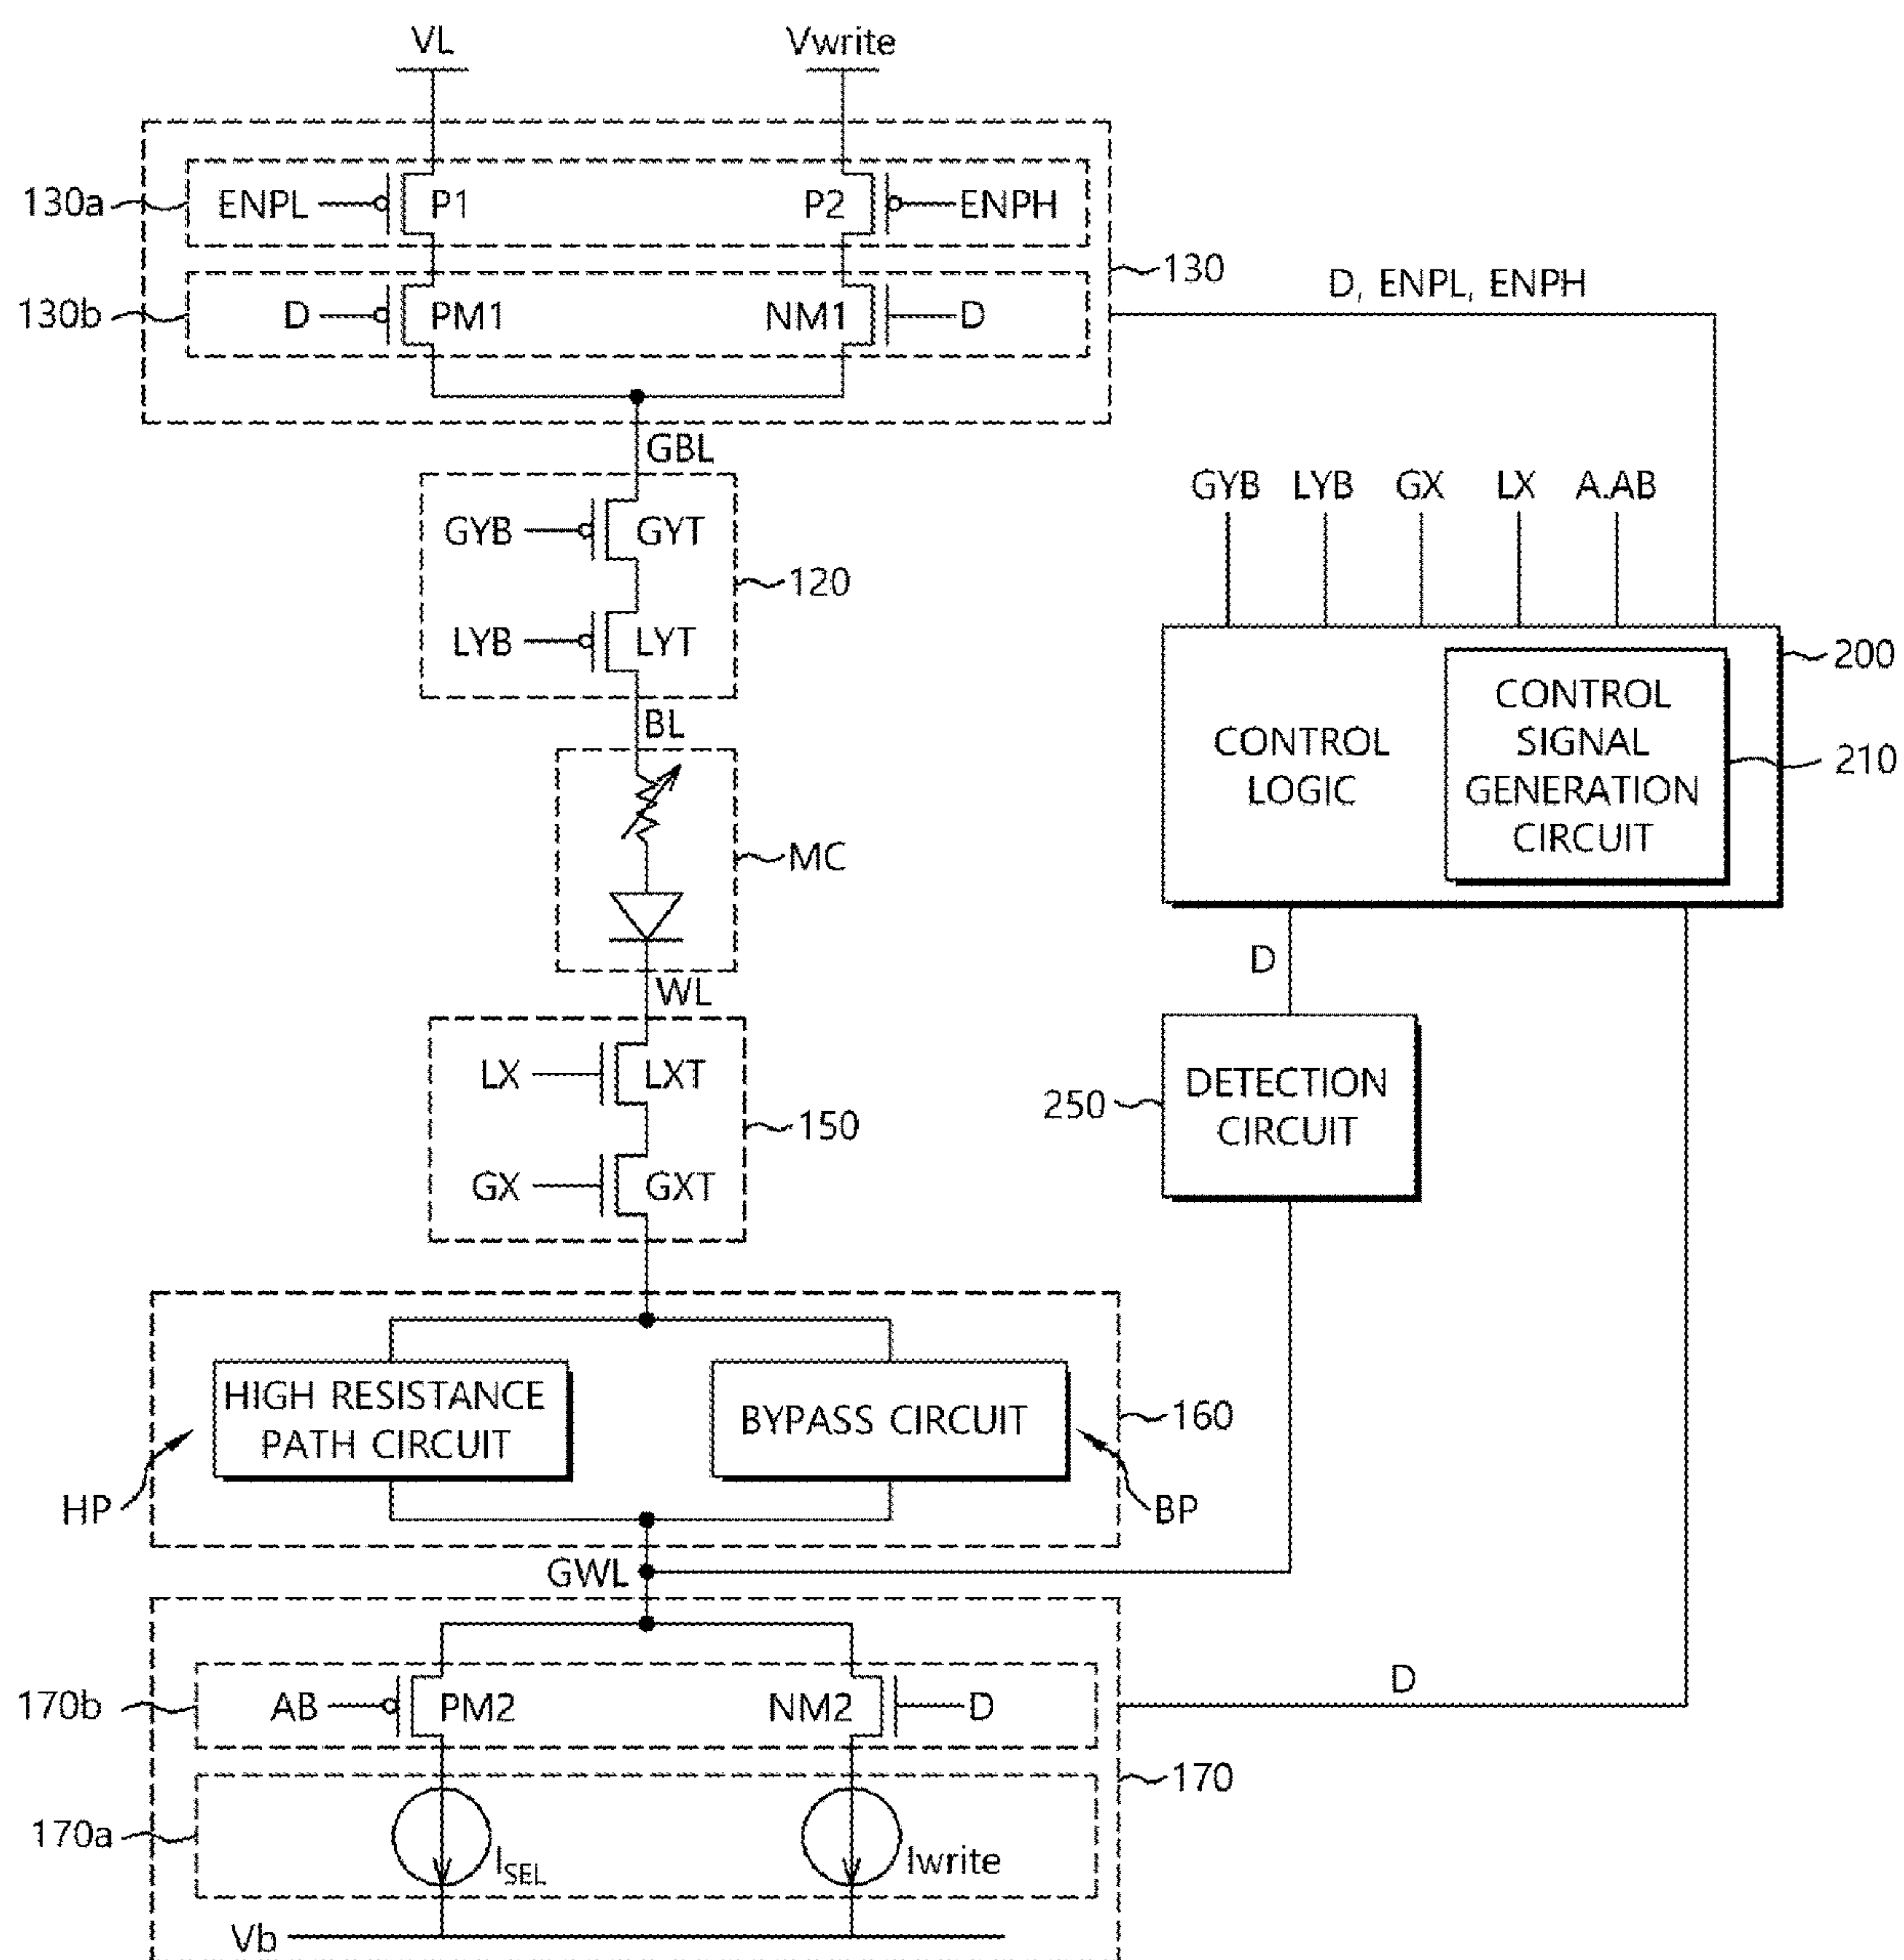 VL Vwrite
130a ENPL P1 P2 ENPH
130b D PM1 NM1 D 130
D, ENPL, ENPH
GBL
GYB LYB GX LX A.AB
GYB GYT
120
LYB LYT
200
BL
CONTROL LOGIC
CONTROL SIGNAL GENERATION CIRCUIT
210
MC
D
WL
LX LXT
DETECTION CIRCUIT
250
150
GX GXT
HIGH RESISTANCE PATH CIRCUIT
BYPASS CIRCUIT
160
HP BP
GWL
170b AB PM2 NM2 D
D
170
170a ISEL Iwrite
Vb